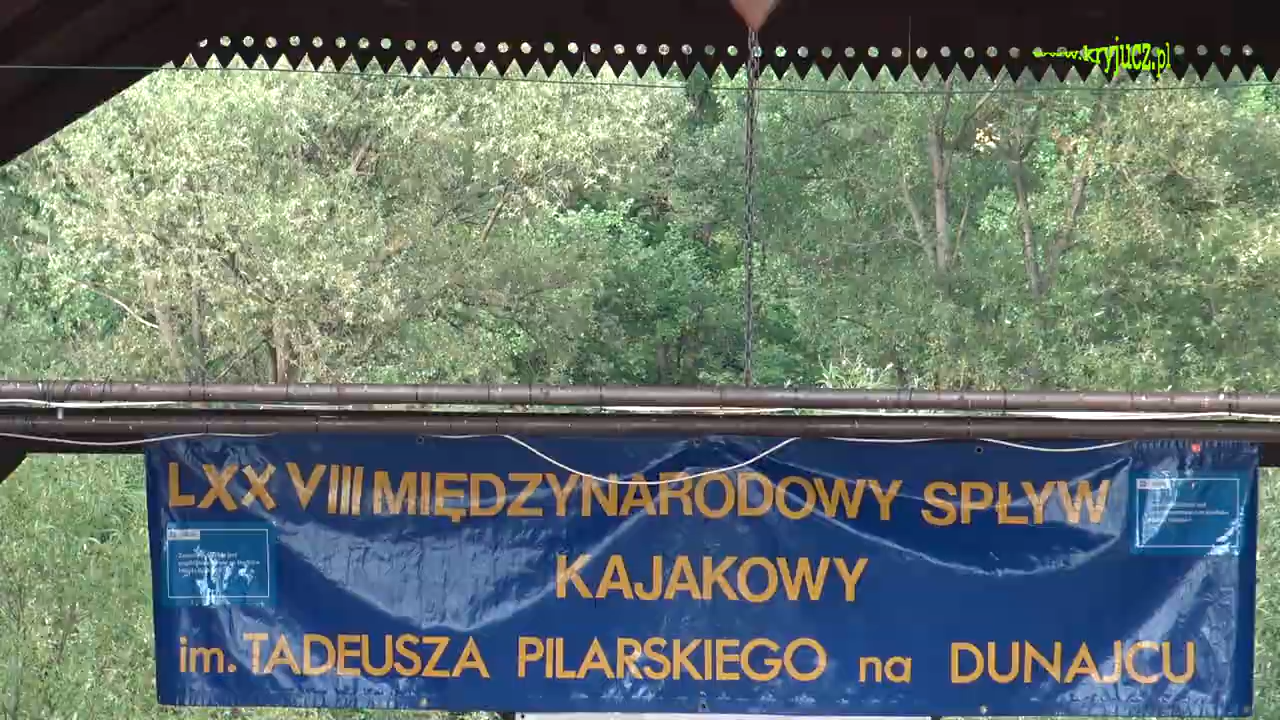 www.kryjucz.pl
LXXVIII MIĘDZYNARODOWY SPŁYW
KAJAKOWY
im. TADEUSZA PILARSKIEGO na DUNAJCU